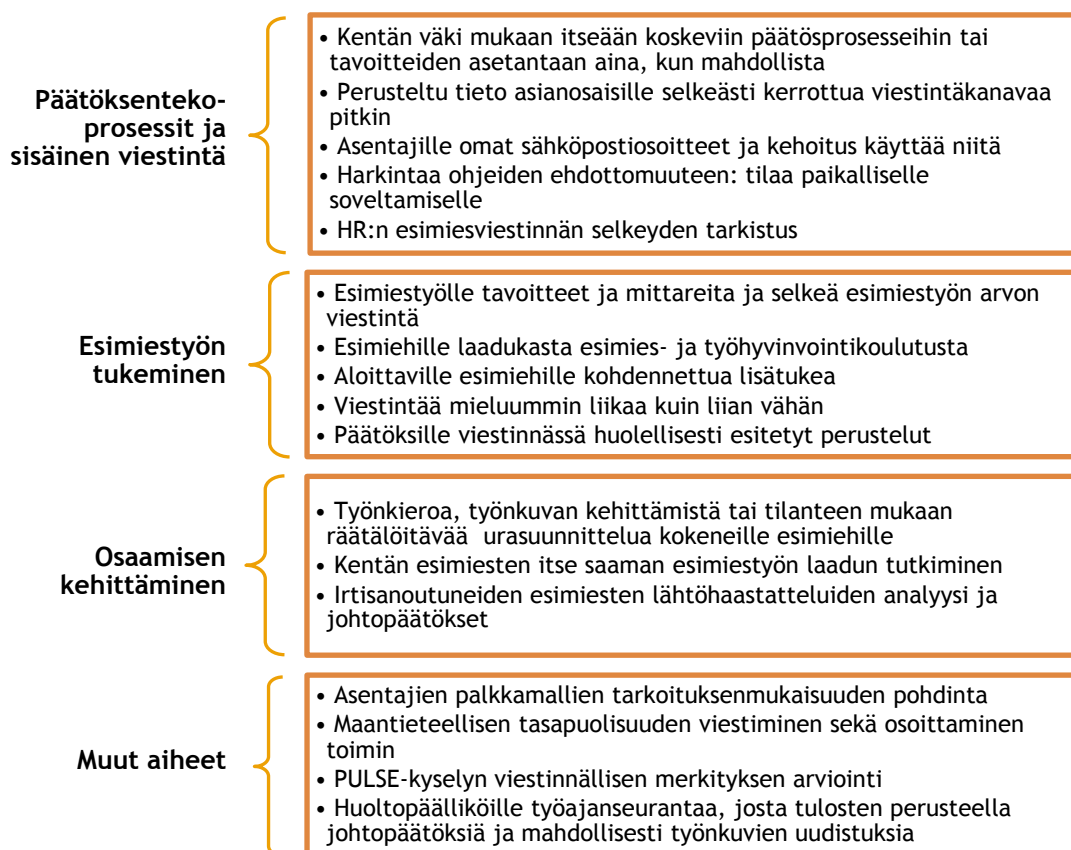 Päätöksenteko-
prosessit ja
sisäinen viestintä
• Kentän väki mukaan itseään koskeviin päätösprosesseihin tai
tavoitteiden asetantaan aina, kun mahdollista
• Perusteltu tieto asianosaisille selkeästi kerrottua viestintäkanavaa
pitkin
• Asentajille omat sähköpostiosoitteet ja kehoitus käyttää niitä
• Harkintaa ohjeiden ehdottomuuteen: tilaa paikalliselle
soveltamiselle
• HR:n esimiesviestinnän selkeyden tarkistus
Esimiestyön
tukeminen
• Esimiestyölle tavoitteet ja mittareita ja selkeä esimiestyön arvon
viestintä
• Esimiehille laadukasta esimies- ja työhyvinvointikoulutusta
• Aloittaville esimiehille kohdennettua lisätukea
• Viestintää mieluummin liikaa kuin liian vähän
• Päätöksille viestinnässä huolellisesti esitetyt perustelut
Osaamisen
kehittäminen
• Työnkieroa, työnkuvan kehittämistä tai tilanteen mukaan
räätälöitävää urasuunnittelua kokeneille esimiehille
• Kentän esimiesten itse saaman esimiestyön laadun tutkiminen
• Irtisanoutuneiden esimiesten lähtöhaastatteluiden analyysi ja
johtopäätökset
Muut aiheet
• Asentajien palkkamallien tarkoituksenmukaisuuden pohdinta
• Maantieteellisen tasapuolisuuden viestiminen sekä osoittaminen
toimin
• PULSE-kyselyn viestinnällisen merkityksen arviointi
• Huoltopäälliköille työajanseurantaa, josta tulosten perusteella
johtopäätöksiä ja mahdollisesti työnkuvien uudistuksia